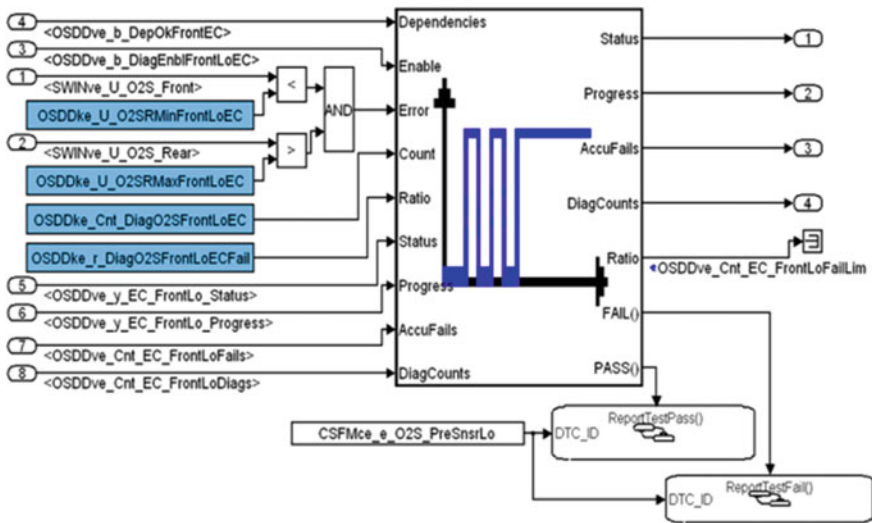 4
<OSDDve_b_DepOkFrontEC>
3
<OSDDve_b_DiagEnblFrontLoEC>
1
<SWINve_U_O2S_Front>
OSDDke_U_O2SRMinFrontLoEC
<
AND
2
<SWINve_U_O2S_Rear>
OSDDke_U_O2SRMaxFrontLoEC
>
OSDDke_Cnt_DiagO2SFrontLoEC
OSDDke_r_DiagO2SFrontLoECFail
5
<OSDDve_y_EC_FrontLo_Status>
6
<OSDDve_y_EC_FrontLo_Progress>
7
<OSDDve_Cnt_EC_FrontLoFails>
8
<OSDDve_Cnt_EC_FrontLoDiags>
Dependencies
Enable
Error
Count
Ratio
Status
Progress
AccuFails
DiagCounts
Status
1
Progress
2
AccuFails
3
DiagCounts
4
Ratio
<OSDDve_Cnt_EC_FrontLoFailLim
FAIL()
PASS()
CSFMce_e_O2S_PreSnsrLo
ReportTestPass()
DTC_ID
ReportTestFail()
DTC_ID